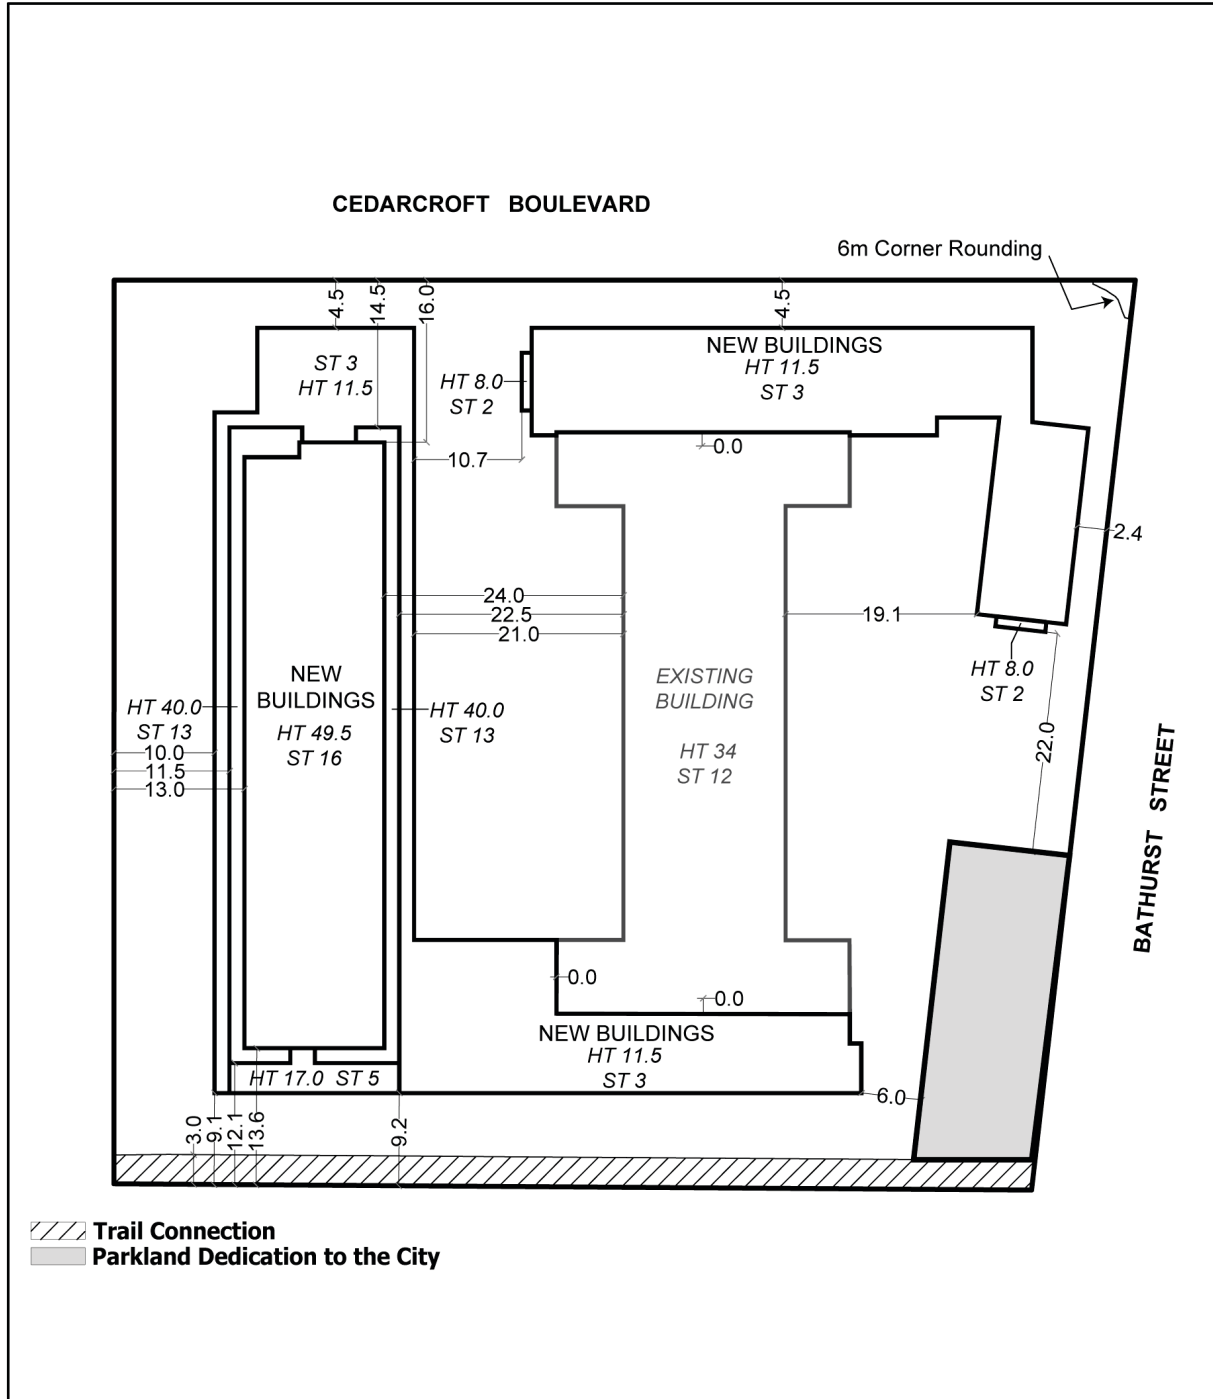 CEDARCROFT BOULEVARD
6m Corner Rounding
4.5
14.5
16.0
4.5
ST 3
HT 11.5
HT 8.0
ST 2
NEW BUILDINGS
HT 11.5
ST 3
0.0
10.7
2.4
24.0
22.5
21.0
19.1
NEW
BUILDINGS
HT 49.5
ST 16
HT 40.0
ST 13
HT 40.0
ST 13
EXISTING
BUILDING
HT 34
ST 12
HT 8.0
ST 2
22.0
10.0
11.5
13.0
BATHURST STREET
0.0
0.0
NEW BUILDINGS
HT 11.5
ST 3
HT 17.0 ST 5
6.0
3.0
9.1
12.1
13.6
9.2
Trail Connection
Parkland Dedication to the City